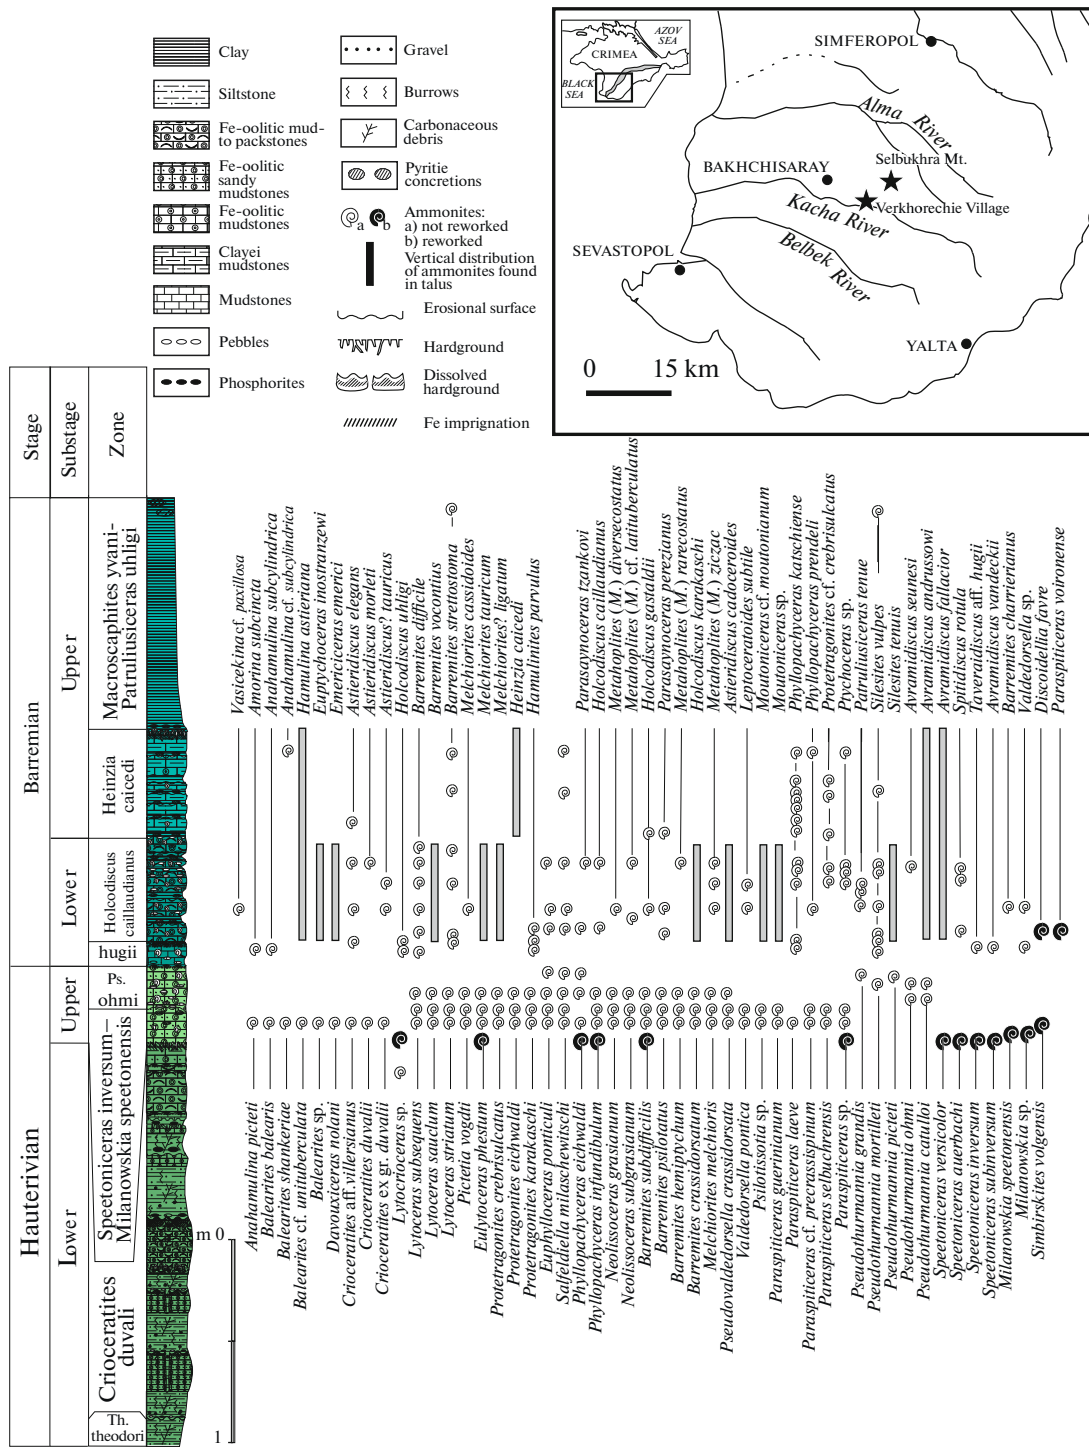 Clay
Siltstone
Fe-oolitic mud-
to packstones
Fe-oolitic
sandy
mudstones
Fe-oolitic
mudstones
Clayei
mudstones
Mudstones
Pebbles
Phosphorites
Gravel
Burrows
Carbonaceous
debris
Pyritie
concretions
a b
Ammonites:
a) not reworked
b) reworked
Vertical distribution
of ammonites found
in talus
Erosional surface
Hardground
Dissolved
hardground
Fe imprignation
AZOV
SEA
CRIMEA
BLACK
SEA
SIMFEROPOL
Alma River
Selbukhra Mt.
BAKHCHISARAY
Verkhorechie Village
Kacha River
Belbek River
SEVASTOPOL
YALTA
0 15 km
Stage
Substage
Zone
Barremian
Upper
Macroscaphites yvani–
Patruliusiceras uhligi
Heinzia
caicedi
Lower
Holcodiscus
caillaudianus
hugii
Hauterivian
Upper
Ps.
ohmi
Speetoniceras inversum–
Milanowskia speetonensis
Lower
Crioceratites
duvali
Th.
theodori
m 0
1
Vasicekina cf. paxillosa
Amorina subcincta
Anahamulina subcylindrica
Anahamulina cf. subcylindrica
Hamulina astieriana
Euptychoceras inostranzewi
Emericiceras emerici
Astieridiscus elegans
Astieridiscus morleti
Astieridiscus? tauricus
Holcodiscus uhligi
Barremites difficile
Barremites vocontius
Barremites strettostoma
Melchiorites cassidoides
Melchiorites tauricum
Melchiorites? ligatum
Heinzia caicedi
Hamulinites parvulus
Parasaynoceras tzankovi
Holcodiscus caillaudianus
Metahoplites (M.) diversecostatus
Metahoplites (M.) cf. latituberculatus
Holcodiscus gastaldii
Parasaynoceras perezianus
Metahoplites (M.) rarecostatus
Holcodiscus karakaschi
Metahoplites (M.) ziczac
Astieridiscus cadoceroides
Leptoceratoides subtile
Moutoniceras cf. moutonianum
Moutoniceras sp.
Phyllopachyceras katschiense
Phyllopachyceras prendeli
Protetragonites cf. crebrisulcatus
Ptychoceras sp.
Patruliusiceras tenue
Silesites vulpes
Silesites tenuis
Avramidiscus seunesi
Avramidiscus andrussowi
Avramidiscus fallacior
Spitidiscus rotula
Taveraidiscus aff. hugii
Avramidiscus vandeckii
Barremites charrierianus
Valdedorsella sp.
Discoidellia favre
Paraspiticeras voironense
Anahamulina picteti
Balearites balearis
Balearites shankeriae
Balearites cf. unituberculata
Balearites sp.
Davouxiceras nolani
Crioceratites aff. villersianus
Crioceratites duvalii
Crioceratites ex gr. duvalii
Lytocrioceras sp.
Lytoceras subsequens
Lytoceras sauclum
Lytoceras striatum
Pictetia vogdti
Eulytoceras phestum
Protetragonites crebrisulcatus
Proterragonites eichwaldi
Protetragonites karakaschi
Euphylloceras ponticuli
Salfeldiella milaschewitschi
Phyllopachyceras eichwaldi
Phyllopachyceras infundibulum
Neolissoceras grasianum
Neolissoceras subgrasianum
Barremites subdifficilis
Barremites psilotatus
Barremites hemiptychum
Barremites crassidorsatum
Melchiorites melchioris
Pseudovaldedorsella crassidorsata
Valdedorsella pontica
Psilotissotia sp.
Paraspiticeras guerinianum
Paraspiticeras laeve
Paraspiticeras cf. precrassispinum
Paraspiticeras selbuchrensis
Paraspiticeras sp.
Pseudothurmannia grandis
Pseudothurmannia mortilleti
Pseudothurmannia picteti
Pseudothurmannia ohmi
Pseudothurmannia catulloi
Speetoniceras versicolor
Speetoniceras auerbachi
Speetoniceras inversum
Speetoniceras subinversum
Milanowskia speetonensis
Milanowskia sp.
Simbirskites volgensis